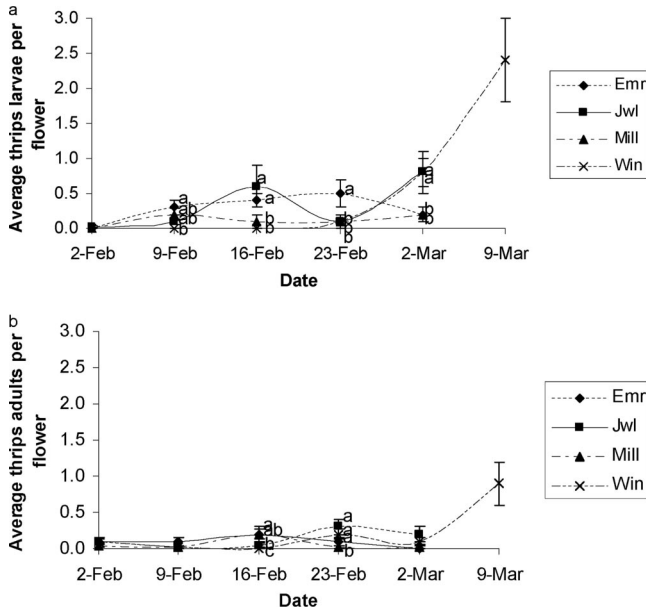 a
Average thrips larvae per flower
3.0
2.5
2.0
1.5
1.0
0.5
0.0
a
ab
ab
b
a
a
b
b
a
b
b
b
a
a
b
b
2-Feb
9-Feb
16-Feb
23-Feb
2-Mar
9-Mar
Date
Emr
Jwl
Mill
Win
b
Average thrips adults per flower
3.0
2.5
2.0
1.5
1.0
0.5
0.0
a
ab
b
c
a
a
a
b
2-Feb
9-Feb
16-Feb
23-Feb
2-Mar
9-Mar
Date
Emr
Jwl
Mill
Win